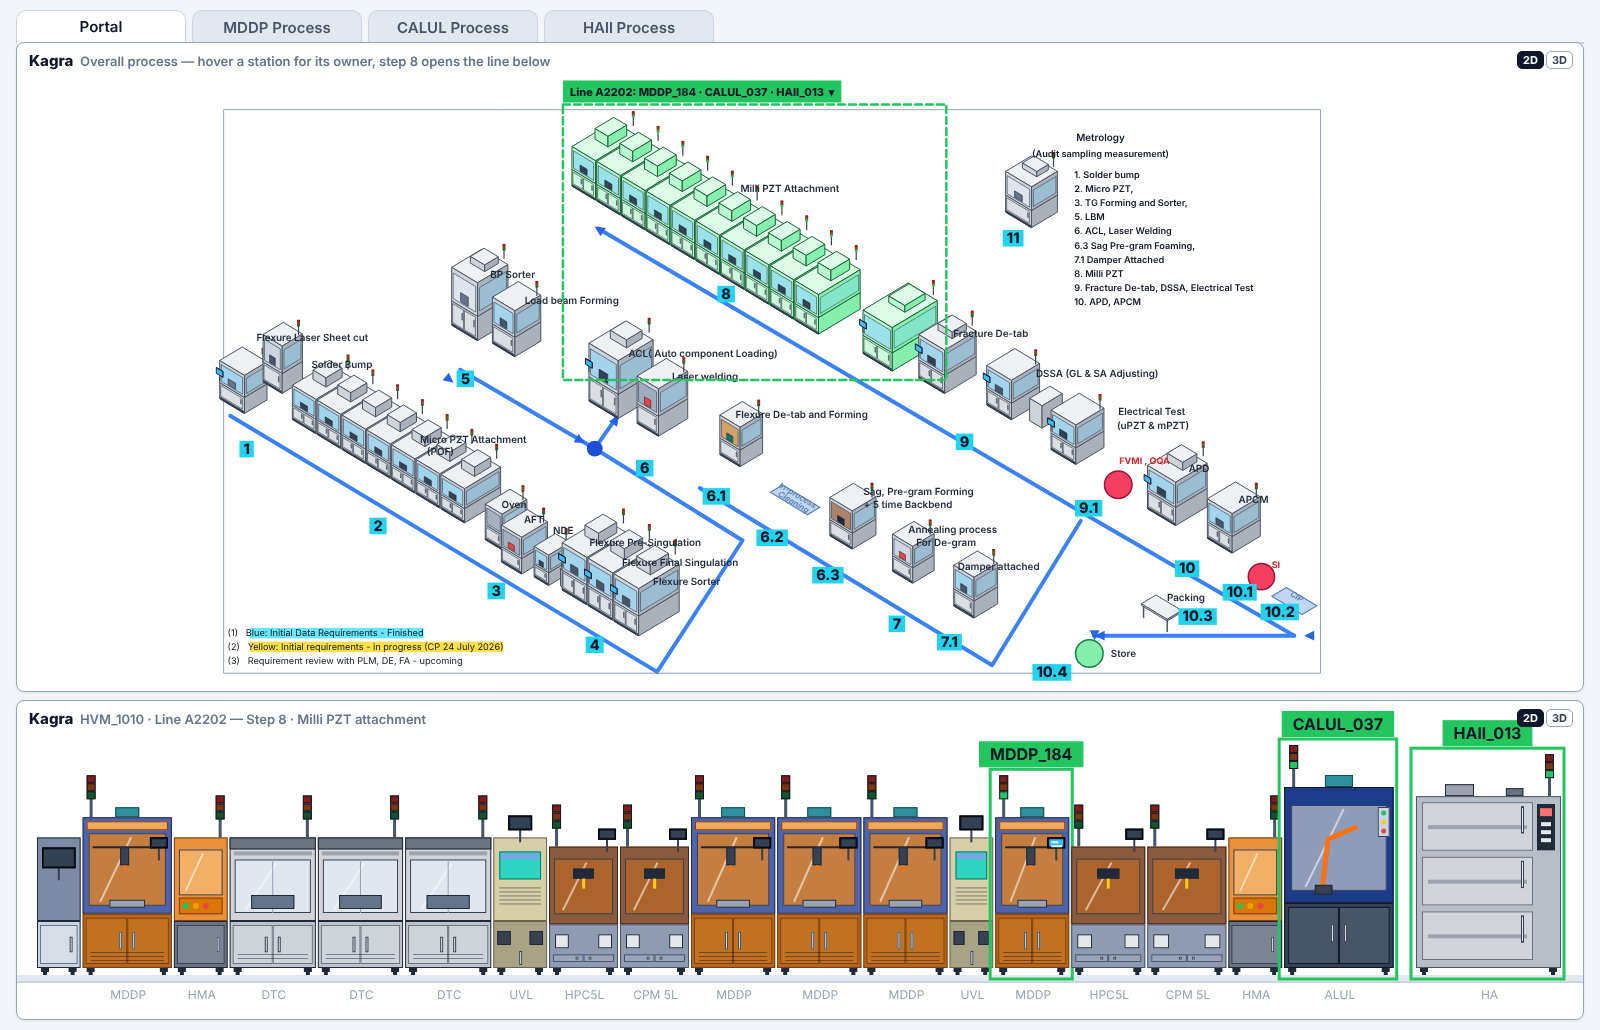 Portal
MDDP Process
CALUL Process
HAII Process
Kagra Overall process — hover a station for its owner, step 8 opens the line below
2D 3D
Line A2202: MDDP_184 · CALUL_037 · HAII_013 ▾
Metrology
(Audit sampling measurement)
1. Solder bump
2. Micro PZT,
3. TG Forming and Sorter,
5. LBM
6. ACL, Laser Welding
6.3 Sag Pre-gram Foaming,
7.1 Damper Attached
8. Milli PZT
9. Fracture De-tab, DSSA, Electrical Test
10. APD, APCM
11
Milli PZT Attachment
8
BP Sorter
Load beam Forming
Flexure Laser Sheet cut
Solder Bump
ACL( Auto component Loading)
Laser welding
Fracture De-tab
DSSA (GL & SA Adjusting)
5
Flexure De-tab and Forming
Electrical Test
(uPZT & mPZT)
Micro PZT Attachment
(POF)
1
9
6
FVMI , OQA
APD
6.1
In-process
Cleaning
Sag, Pre-gram Forming
+ 5 time Backbend
APCM
Oven
AFT
NDE
9.1
2
6.2
Annealing process
For De-gram
Flexure Pre-Singulation
Flexure Final Singulation
Flexure Sorter
Damper attached
6.3
10
SI
3
10.1
CIP
Packing
10.3
10.2
7
7.1
4
(1) Blue: Initial Data Requirements - Finished
(2) Yellow: Initial requirements - in progress (CP 24 July 2026)
(3) Requirement review with PLM, DE, FA - upcoming
Store
10.4
Kagra HVM_1010 · Line A2202 — Step 8 · Milli PZT attachment
2D 3D
MDDP_184
CALUL_037
HAII_013
MDDP
HMA
DTC
DTC
DTC
UVL
HPC5L
CPM 5L
MDDP
MDDP
MDDP
UVL
MDDP
HPC5L
CPM 5L
HMA
ALUL
HA